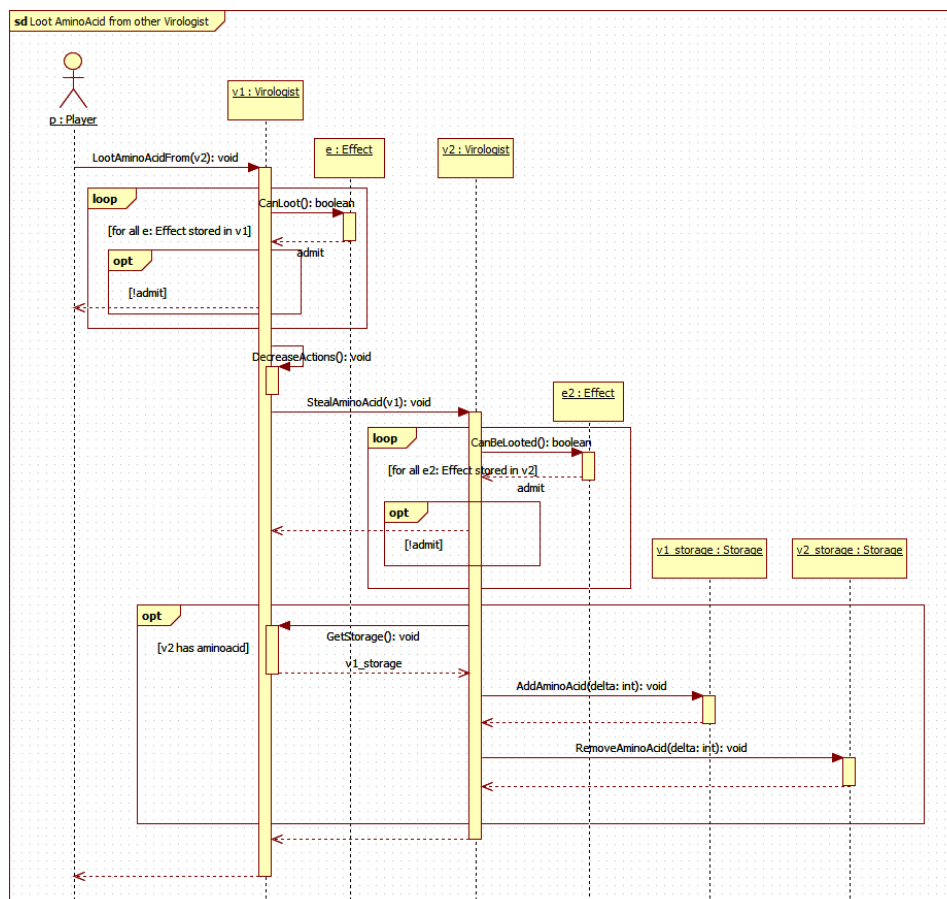 sd Loot AminoAcid from other Virologist
v1 : Virologist
p : Player
e : Effect
v2 : Virologist
LootAminoAcidFrom(v2): void
loop
CanLoot(): boolean
[for all e: Effect stored in v1]
admit
opt
[!admit]
DecreaseActions(): void
e2 : Effect
StealAminoAcid(v1): void
loop
CanBeLooted(): boolean
[for all e2: Effect stored in v2]
admit
opt
[!admit]
v1_storage : Storage
v2_storage : Storage
opt
GetStorage(): void
[v2 has aminoacid]
v1_storage
AddAminoAcid(delta: int): void
RemoveAminoAcid(delta: int): void